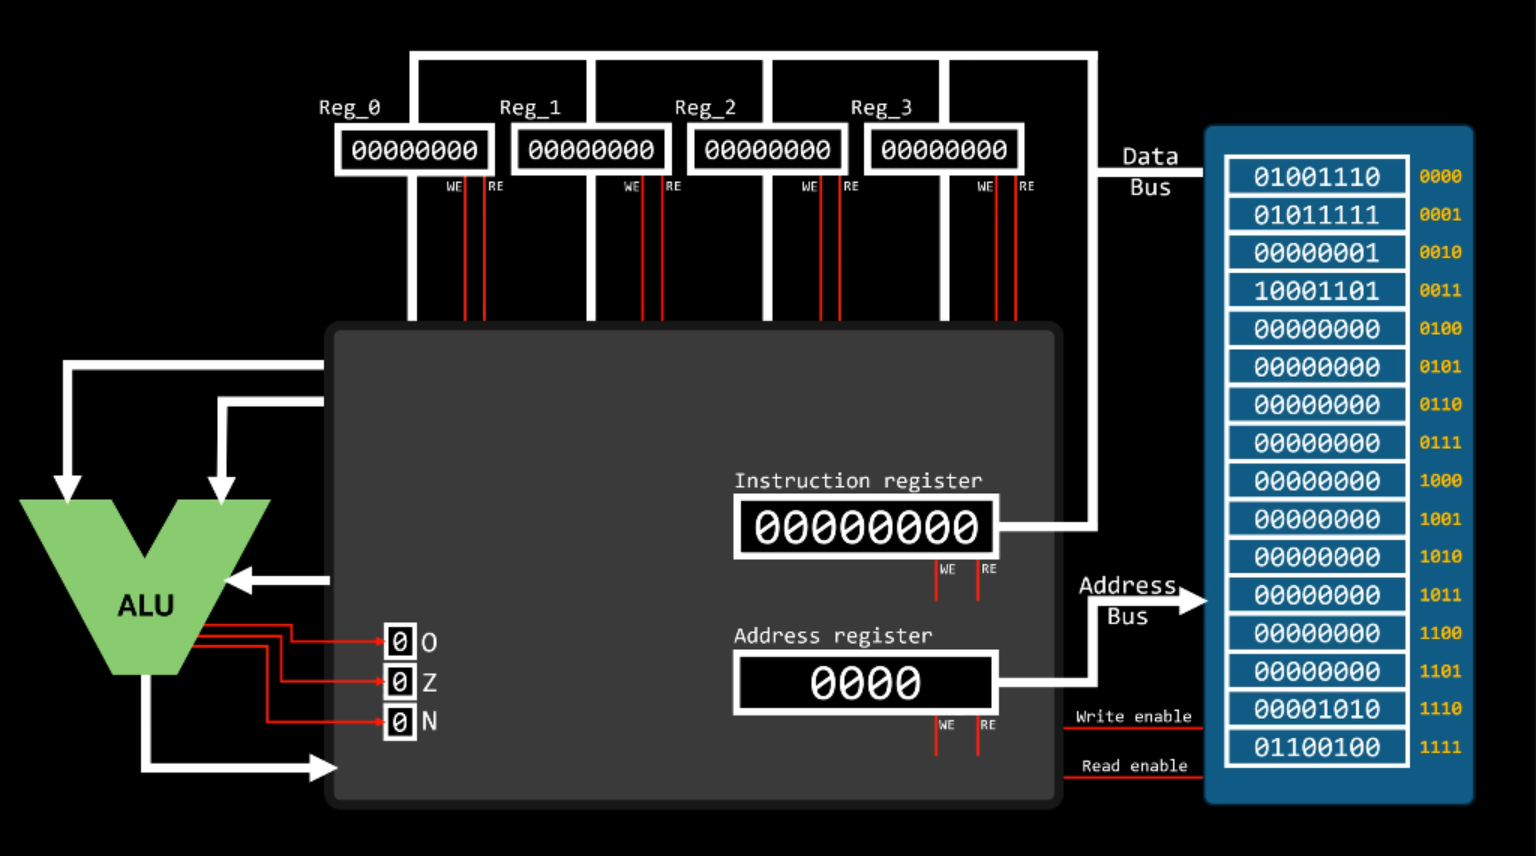 Reg_0 Reg_1 Reg_2 Reg_3
00000000 00000000 00000000 00000000
WE RE WE RE WE RE WE RE
Data
Bus
01001110 0000
01011111 0001
00000001 0010
10001101 0011
00000000 0100
00000000 0101
00000000 0110
00000000 0111
00000000 1000
00000000 1001
00000000 1010
00000000 1011
00000000 1100
00000000 1101
00001010 1110
01100100 1111
Instruction register
00000000
WE RE
Address
Bus
Address register
0000
WE RE
Write enable
Read enable
ALU
0 O
0 Z
0 N